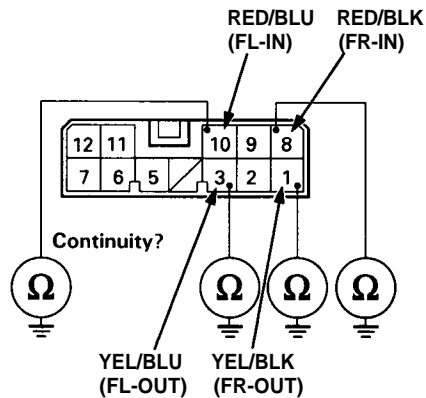 RED/BLU RED/BLK
(FL-IN) (FR-IN)
12 11 10 9 8
7 6 5 3 2 1
Continuity?
Ω Ω Ω Ω
YEL/BLU YEL/BLK
(FL-OUT) (FR-OUT)